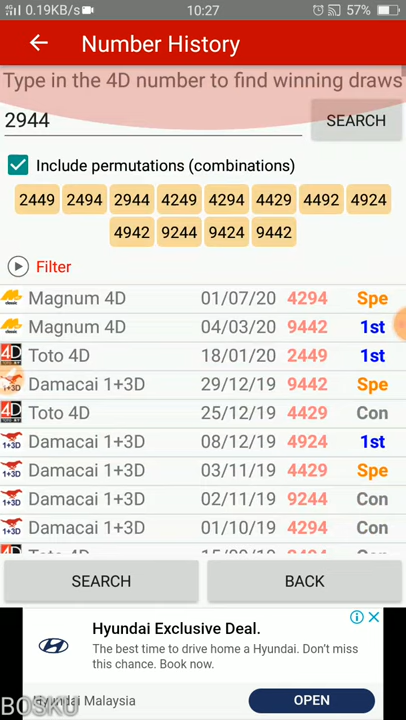 0.19KB/s 10:27 57%
Number History
Type in the 4D number to find winning draws
2944 SEARCH
Include permutations (combinations)
2449 2494 2944 4249 4294 4429 4492 4924
4942 9244 9424 9442
Filter
Magnum 4D 01/07/20 4294 Spe
Magnum 4D 04/03/20 9442 1st
Toto 4D 18/01/20 2449 1st
Damacai 1+3D 29/12/19 9442 Spe
Toto 4D 25/12/19 4429 Con
Damacai 1+3D 08/12/19 4924 1st
Damacai 1+3D 03/11/19 4429 Spe
Damacai 1+3D 02/11/19 9244 Con
Damacai 1+3D 01/10/19 4294 Con
SEARCH BACK
Hyundai Exclusive Deal.
The best time to drive home a Hyundai. Don't miss
this chance. Book now.
Hyundai Malaysia OPEN
BOSKU